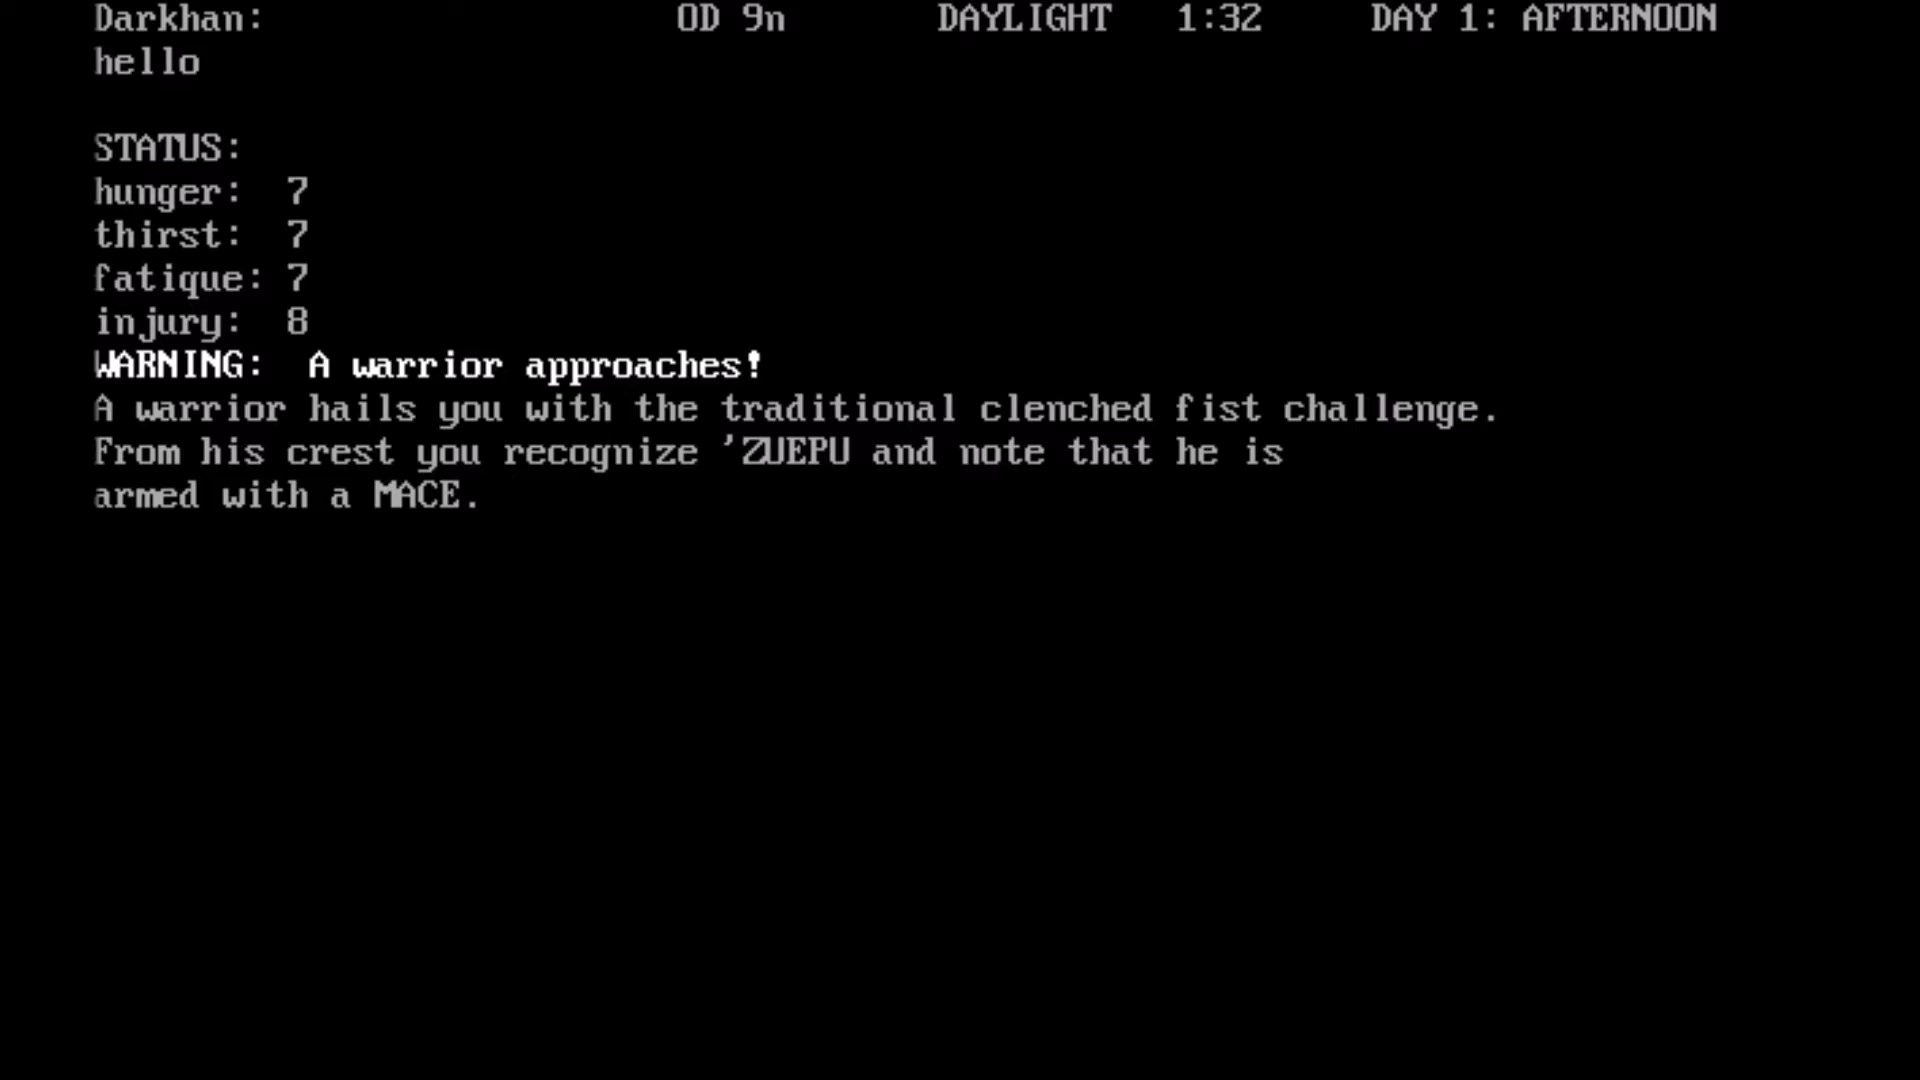 Darkhan: OD 9n DAYLIGHT 1:32 DAY 1: AFTERNOON
hello
STATUS:
hunger: 7
thirst: 7
fatique: 7
injury: 8
WARNING: A warrior approaches!
A warrior hails you with the traditional clenched fist challenge.
From his crest you recognize 'ZUEPU and note that he is
armed with a MACE.